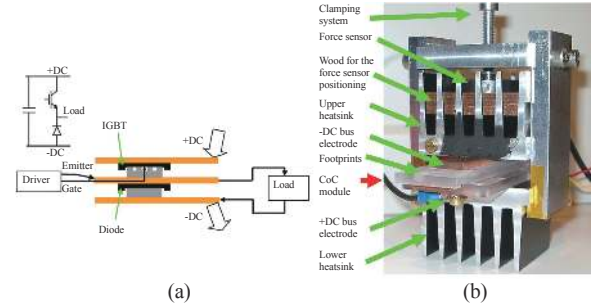 +DC
Load
-DC
IGBT
+DC
Emitter
Driver
Gate
Load
Diode
-DC
(a)
Clamping
system
Force sensor
Wood for the
force sensor
positioning
Upper
heatsink
-DC bus
electrode
Footprints
CoC
module
+DC bus
electrode
Lower
heatsink
(b)